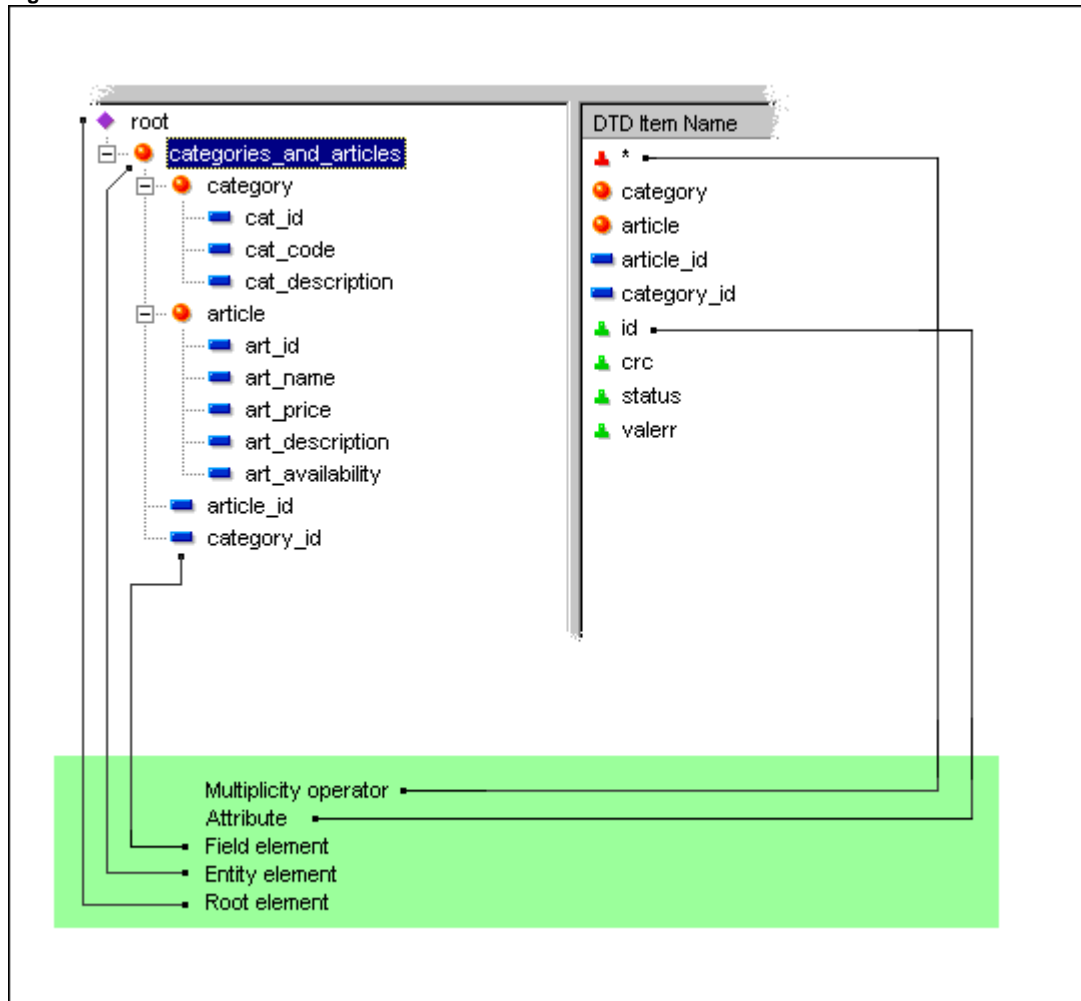 root
categories_and_articles
category
cat_id
cat_code
cat_description
article
art_id
art_name
art_price
art_description
art_availability
article_id
category_id
DTD Item Name
*
category
article
article_id
category_id
id
crc
status
valerr
Multiplicity operator
Attribute
Field element
Entity element
Root element